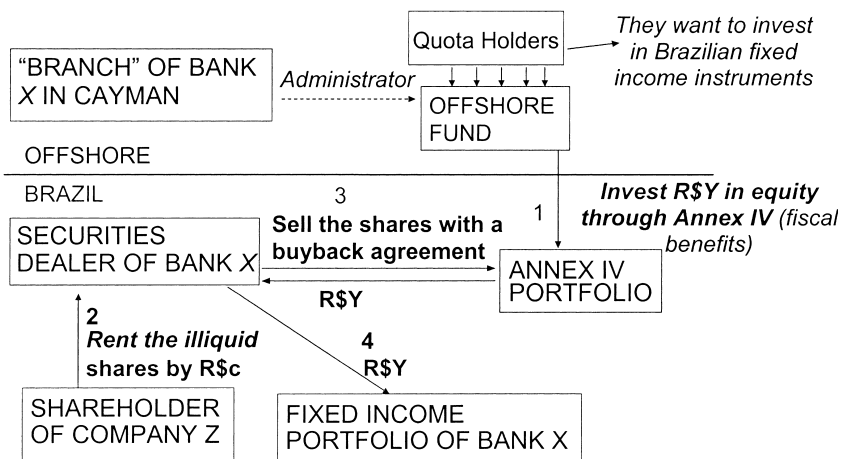 Quota Holders
They want to invest
in Brazilian fixed
income instruments
“BRANCH” OF BANK
X IN CAYMAN
Administrator
OFFSHORE
FUND
OFFSHORE
BRAZIL
3
Sell the shares with a
buyback agreement
1
Invest R$Y in equity
through Annex IV (fiscal
benefits)
SECURITIES
DEALER OF BANK X
ANNEX IV
PORTFOLIO
R$Y
2
Rent the illiquid
shares by R$c
4
R$Y
SHAREHOLDER
OF COMPANY Z
FIXED INCOME
PORTFOLIO OF BANK X